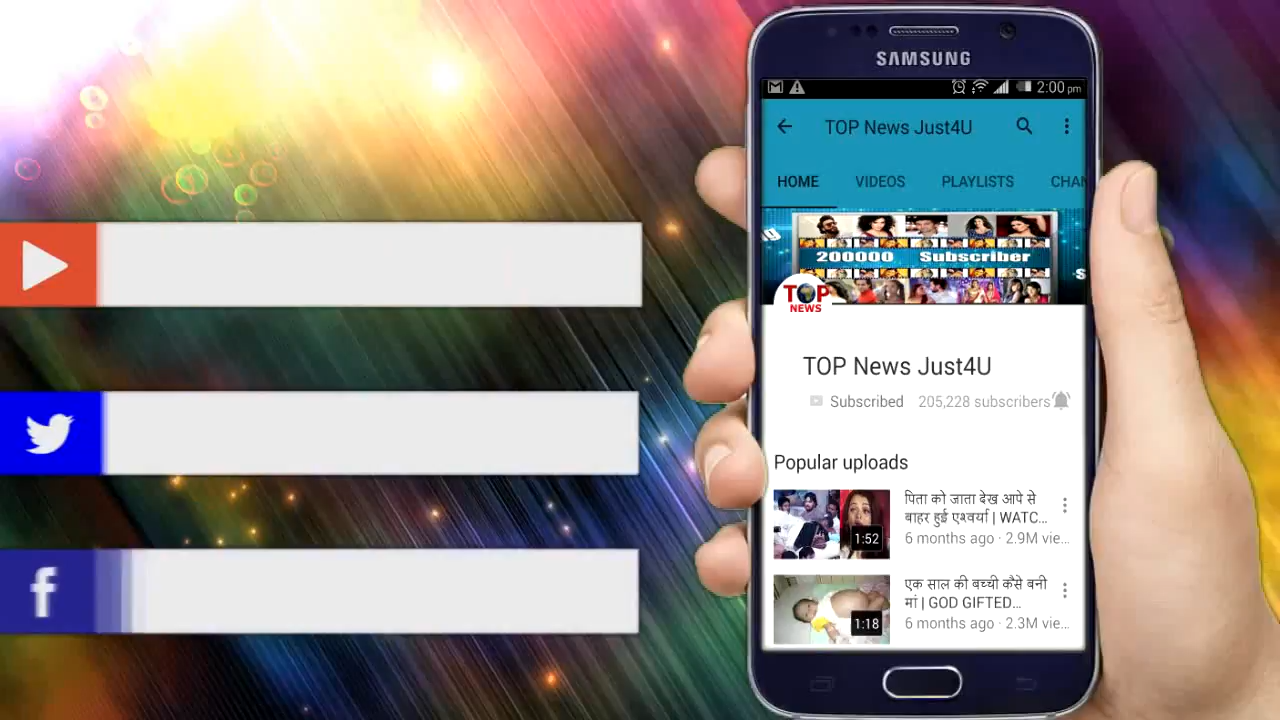 SAMSUNG
2:00 pm
TOP News Just4U
HOME VIDEOS PLAYLISTS CHAN
200000 Subscriber
TOP
NEWS
TOP News Just4U
Subscribed 205,228 subscribers
Popular uploads
पिता को जाता देख आपे से
बाहर हुई एश्वर्या | WATC...
6 months ago · 2.9M vie...
1:52
एक साल की बच्ची कैसे बनी
मां | GOD GIFTED...
6 months ago · 2.3M vie...
1:18